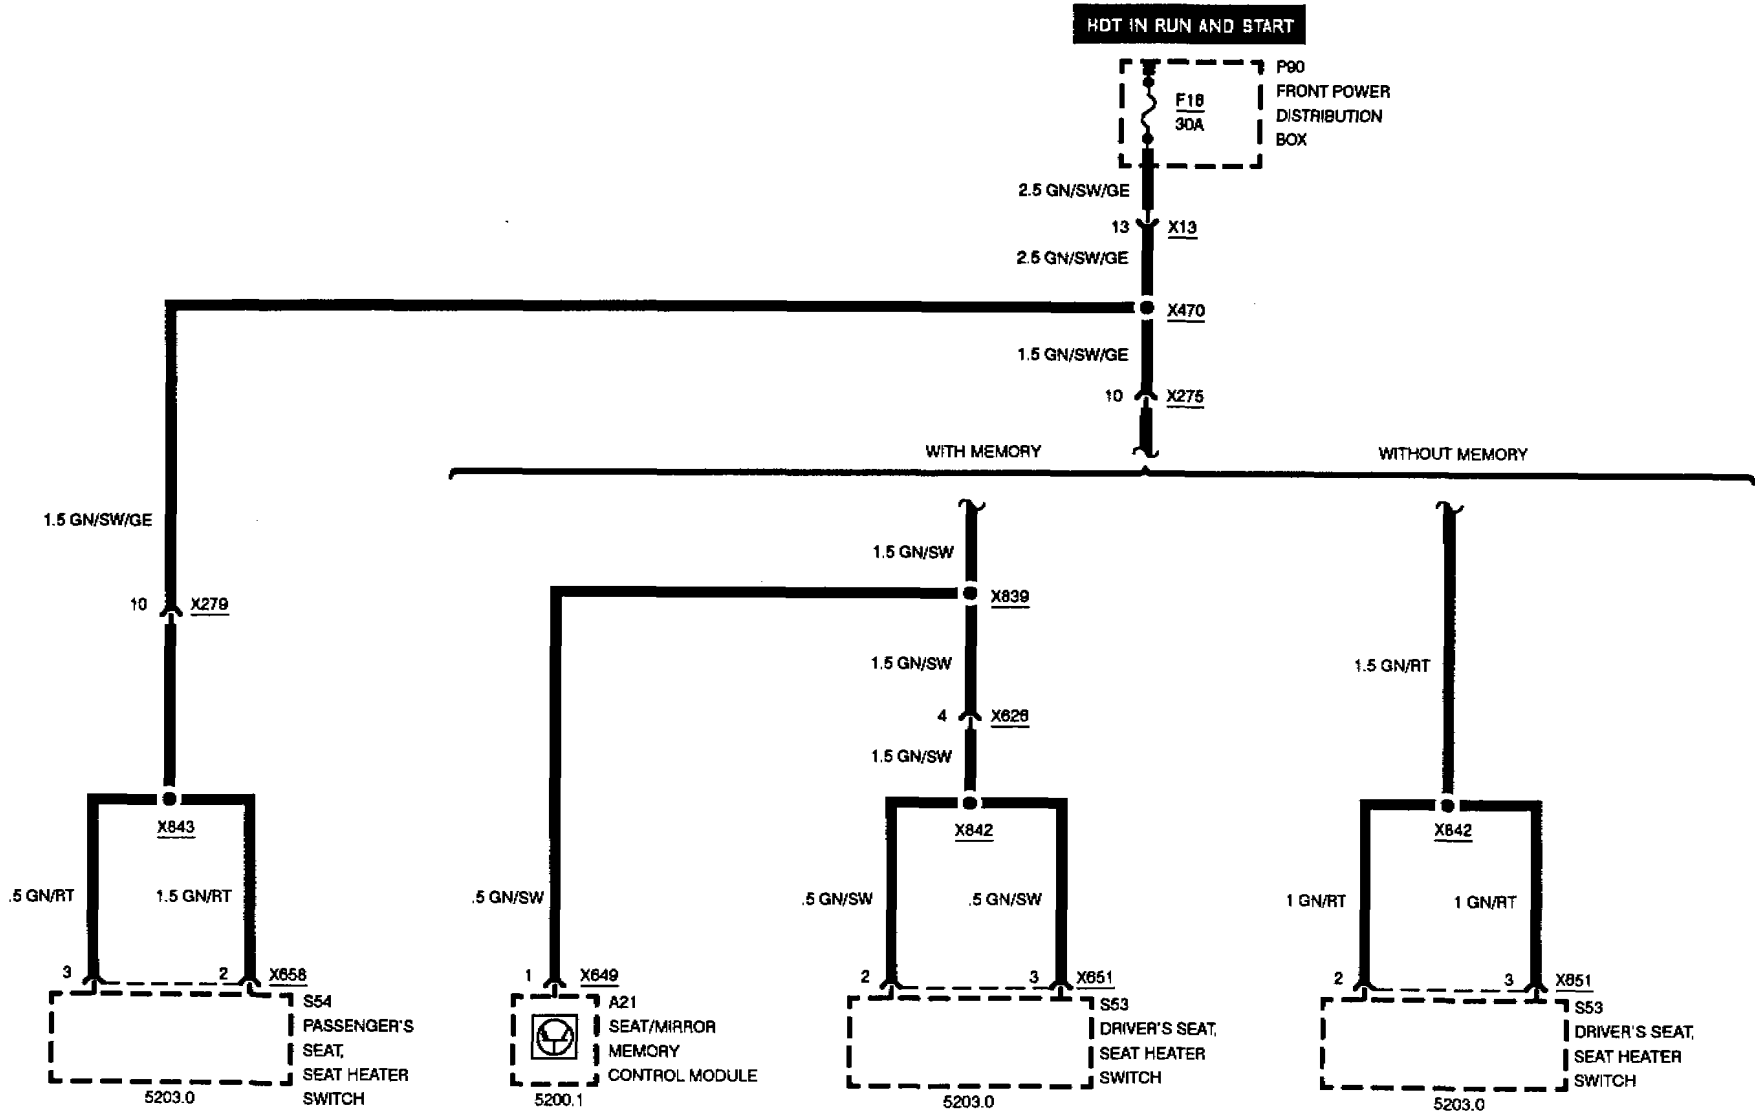 HOT IN RUN AND START
P90
FRONT POWER
DISTRIBUTION
BOX
F18
30A
2.5 GN/SW/GE
13
X13
2.5 GN/SW/GE
X470
1.5 GN/SW/GE
10
X275
WITH MEMORY
WITHOUT MEMORY
1.5 GN/SW/GE
1.5 GN/SW
10
X279
X839
1.5 GN/SW
1.5 GN/RT
4
X626
1.5 GN/SW
X843
X842
X842
.5 GN/RT
1.5 GN/RT
.5 GN/SW
.5 GN/SW
.5 GN/SW
1 GN/RT
1 GN/RT
3
2
X658
1
X649
2
3
X651
2
3
X651
S54
PASSENGER'S
SEAT,
SEAT HEATER
SWITCH
5203.0
A21
SEAT/MIRROR
MEMORY
CONTROL MODULE
5200.1
S53
DRIVER'S SEAT,
SEAT HEATER
SWITCH
5203.0
S53
DRIVER'S SEAT,
SEAT HEATER
SWITCH
5203.0